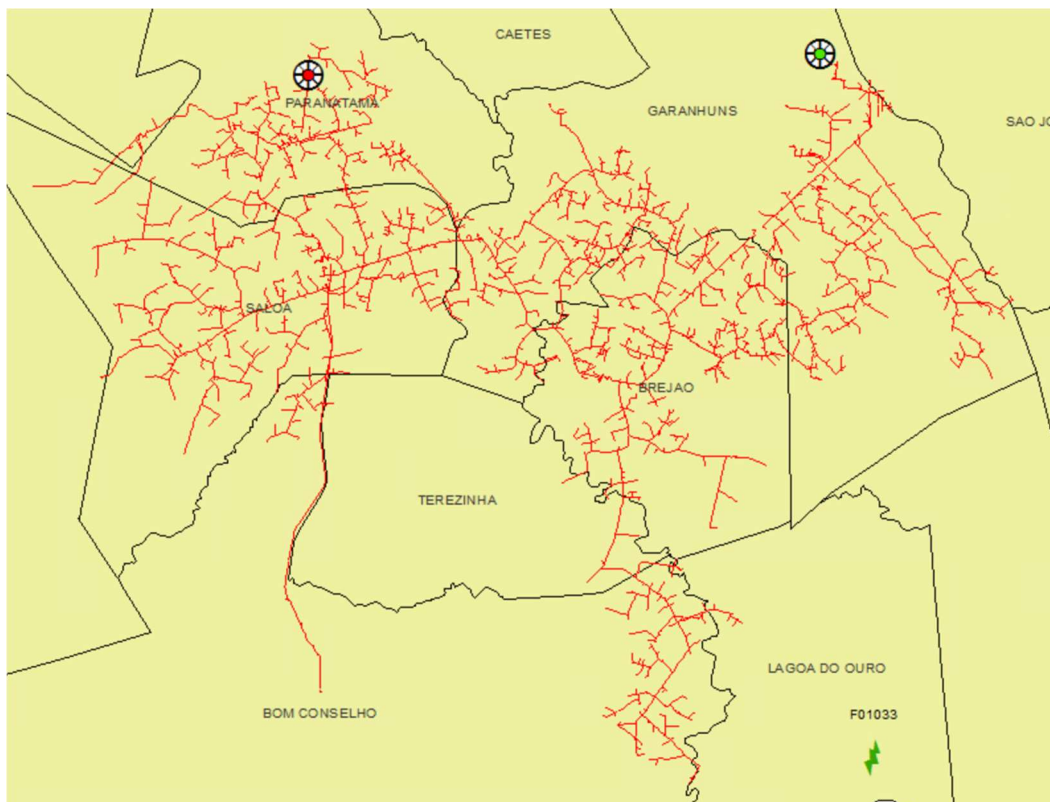 CAETES
PARANATAMA
GARANHUNS
SAO JO
SALOA
BREJAO
TEREZINHA
LAGOA DO OURO
BOM CONSELHO
F01033